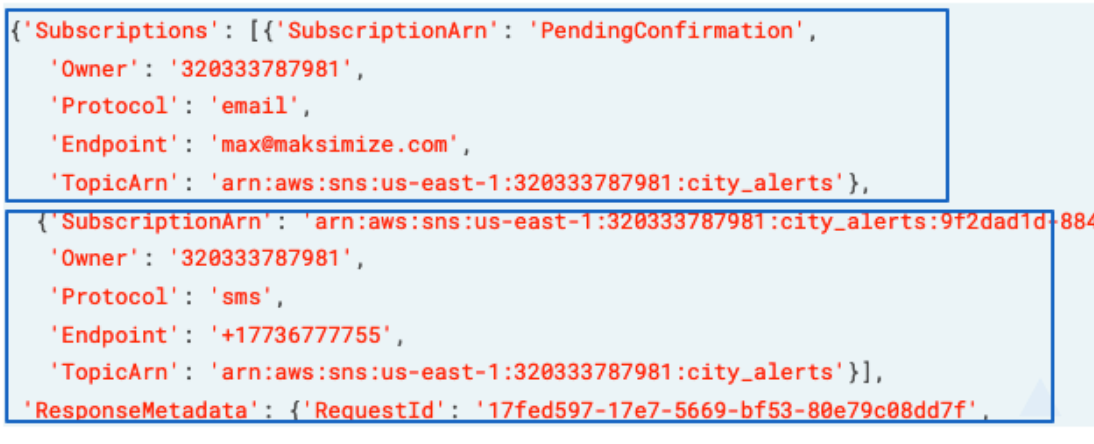 {'Subscriptions': [{'SubscriptionArn': 'PendingConfirmation',
'Owner': '320333787981',
'Protocol': 'email',
'Endpoint': 'max@maksimize.com',
'TopicArn': 'arn:aws:sns:us-east-1:320333787981:city_alerts'},
{'SubscriptionArn': 'arn:aws:sns:us-east-1:320333787981:city_alerts:9f2dad1d-884
'Owner': '320333787981',
'Protocol': 'sms',
'Endpoint': '+17736777755',
'TopicArn': 'arn:aws:sns:us-east-1:320333787981:city_alerts'}],
'ResponseMetadata': {'RequestId': '17fed597-17e7-5669-bf53-80e79c08dd7f',